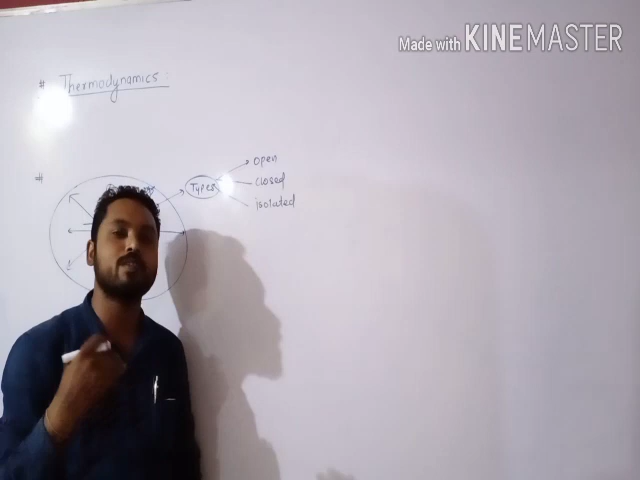 Made with KINEMASTER
# Thermodynamics :
#
Types
open
closed
isolated